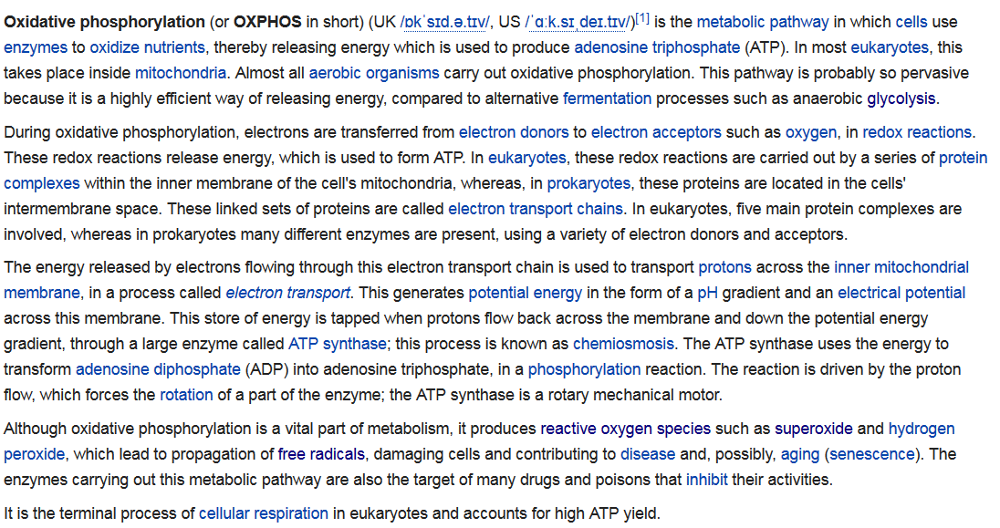 Oxidative phosphorylation (or OXPHOS in short) (UK /ɒkˈsɪd.ə.tɪv/, US /ˈɑːk.sɪˌdeɪ.tɪv/)[1] is the metabolic pathway in which cells use
enzymes to oxidize nutrients, thereby releasing energy which is used to produce adenosine triphosphate (ATP). In most eukaryotes, this
takes place inside mitochondria. Almost all aerobic organisms carry out oxidative phosphorylation. This pathway is probably so pervasive
because it is a highly efficient way of releasing energy, compared to alternative fermentation processes such as anaerobic glycolysis.
During oxidative phosphorylation, electrons are transferred from electron donors to electron acceptors such as oxygen, in redox reactions.
These redox reactions release energy, which is used to form ATP. In eukaryotes, these redox reactions are carried out by a series of protein
complexes within the inner membrane of the cell's mitochondria, whereas, in prokaryotes, these proteins are located in the cells'
intermembrane space. These linked sets of proteins are called electron transport chains. In eukaryotes, five main protein complexes are
involved, whereas in prokaryotes many different enzymes are present, using a variety of electron donors and acceptors.
The energy released by electrons flowing through this electron transport chain is used to transport protons across the inner mitochondrial
membrane, in a process called electron transport. This generates potential energy in the form of a pH gradient and an electrical potential
across this membrane. This store of energy is tapped when protons flow back across the membrane and down the potential energy
gradient, through a large enzyme called ATP synthase; this process is known as chemiosmosis. The ATP synthase uses the energy to
transform adenosine diphosphate (ADP) into adenosine triphosphate, in a phosphorylation reaction. The reaction is driven by the proton
flow, which forces the rotation of a part of the enzyme; the ATP synthase is a rotary mechanical motor.
Although oxidative phosphorylation is a vital part of metabolism, it produces reactive oxygen species such as superoxide and hydrogen
peroxide, which lead to propagation of free radicals, damaging cells and contributing to disease and, possibly, aging (senescence). The
enzymes carrying out this metabolic pathway are also the target of many drugs and poisons that inhibit their activities.
It is the terminal process of cellular respiration in eukaryotes and accounts for high ATP yield.